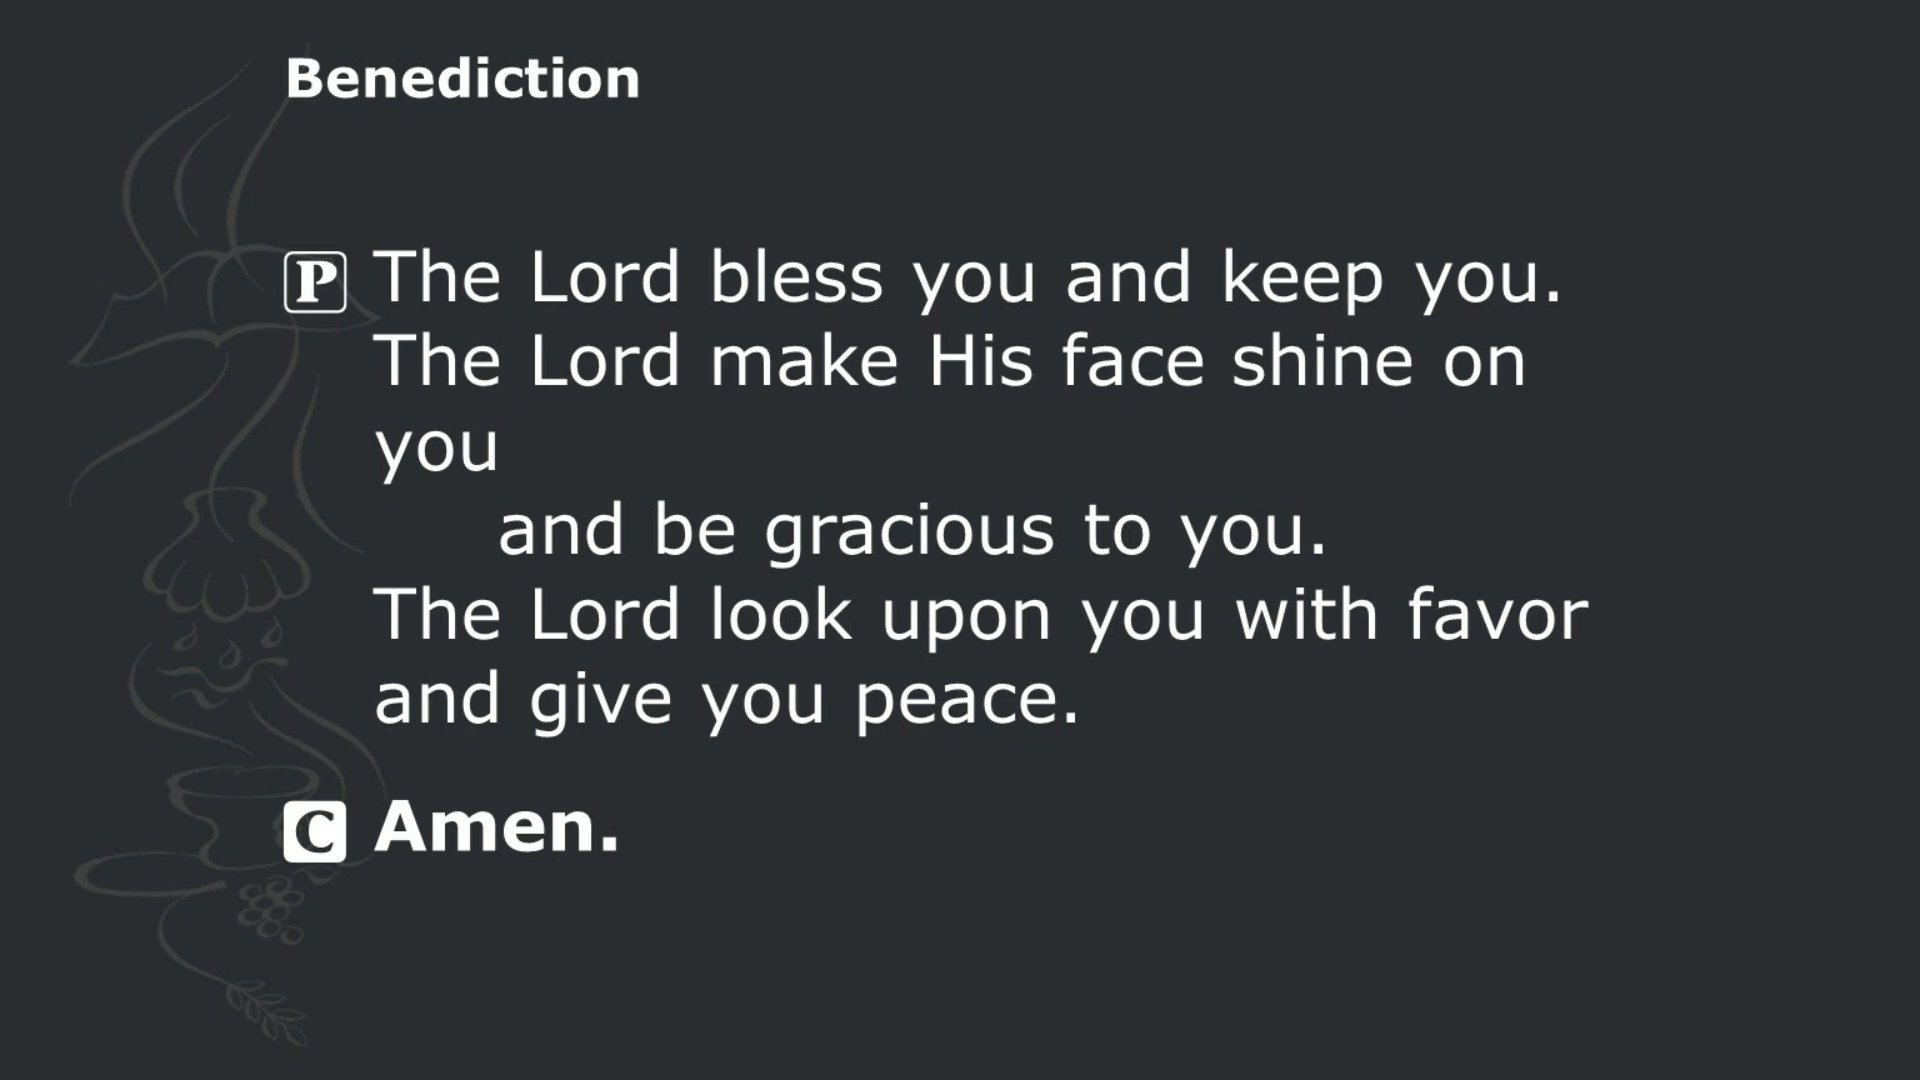 Benediction
P The Lord bless you and keep you.
The Lord make His face shine on
you
and be gracious to you.
The Lord look upon you with favor
and give you peace.
C Amen.